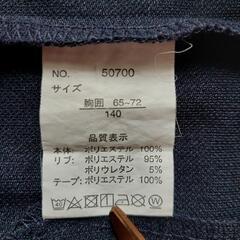 NO. 50700
サイズ
胸囲 65~72
140
品質表示
本体: ポリエステル 100%
リブ: ポリエステル 95%
ポリウレタン 5%
テープ: ポリエステル 100%